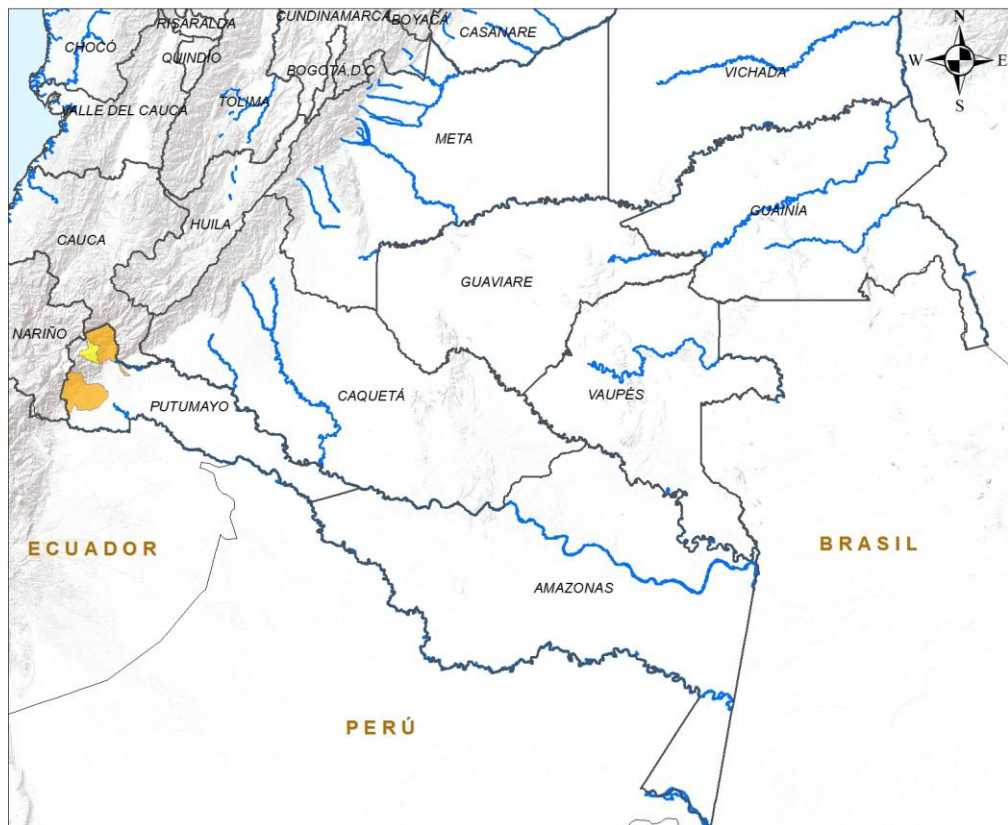 RISARALDA
CUNDINAMARCA
BOYACÁ
CASANARE
N
CHOCÓ
QUINDÍO
BOGOTÁ D.C
VICHADA
W
E
S
VALLE DEL CAUCA
TOLIMA
META
CAUCA
HUILA
GUAINÍA
GUAVIARE
NARIÑO
PUTUMAYO
CAQUETÁ
VAUPÉS
ECUADOR
BRASIL
AMAZONAS
PERÚ